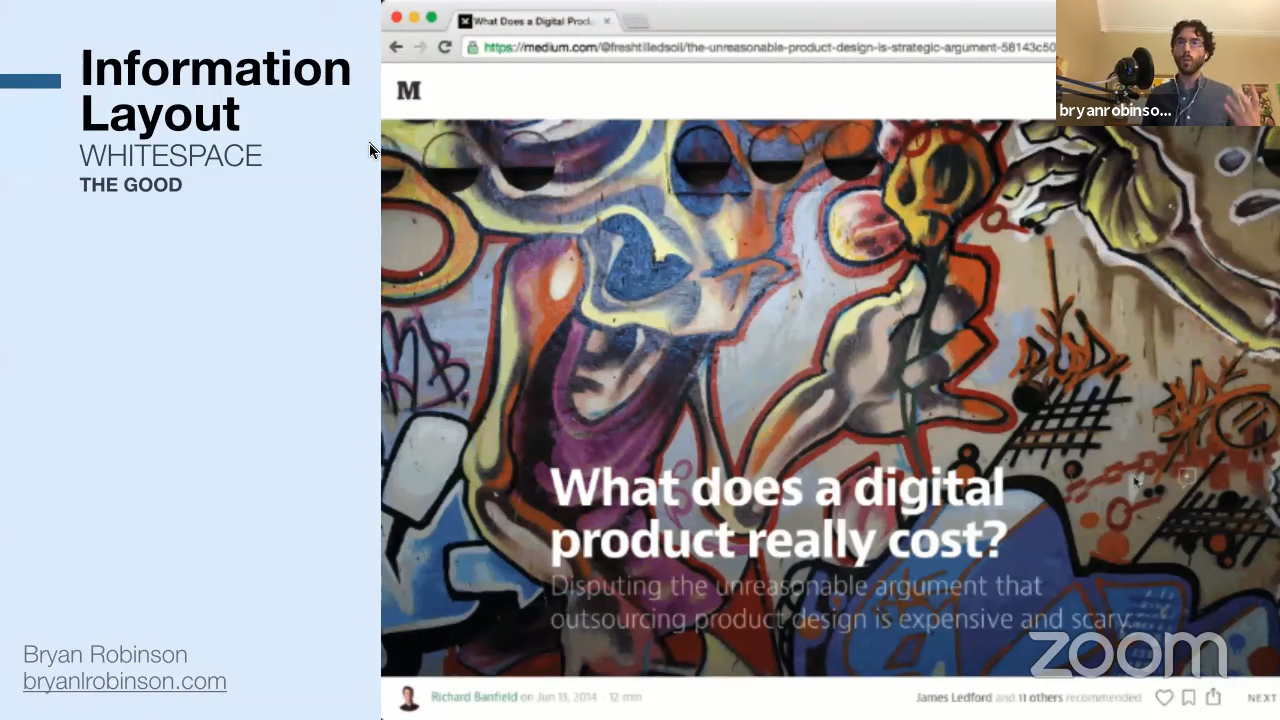 Information
Layout
WHITESPACE
THE GOOD
Bryan Robinson
bryanlrobinson.com
What Does a Digital Prod
https://medium.com/@freshtilledsoil/the-unreasonable-product-design-is-strategic-argument-58143c50
M
bryanrobinso...
What does a digital
product really cost?
Disputing the unreasonable argument that
outsourcing product design is expensive and scary.
zoom
Richard Banfield on Jun 13, 2014 · 12 min
James Ledford and 11 others recommended
NEXT